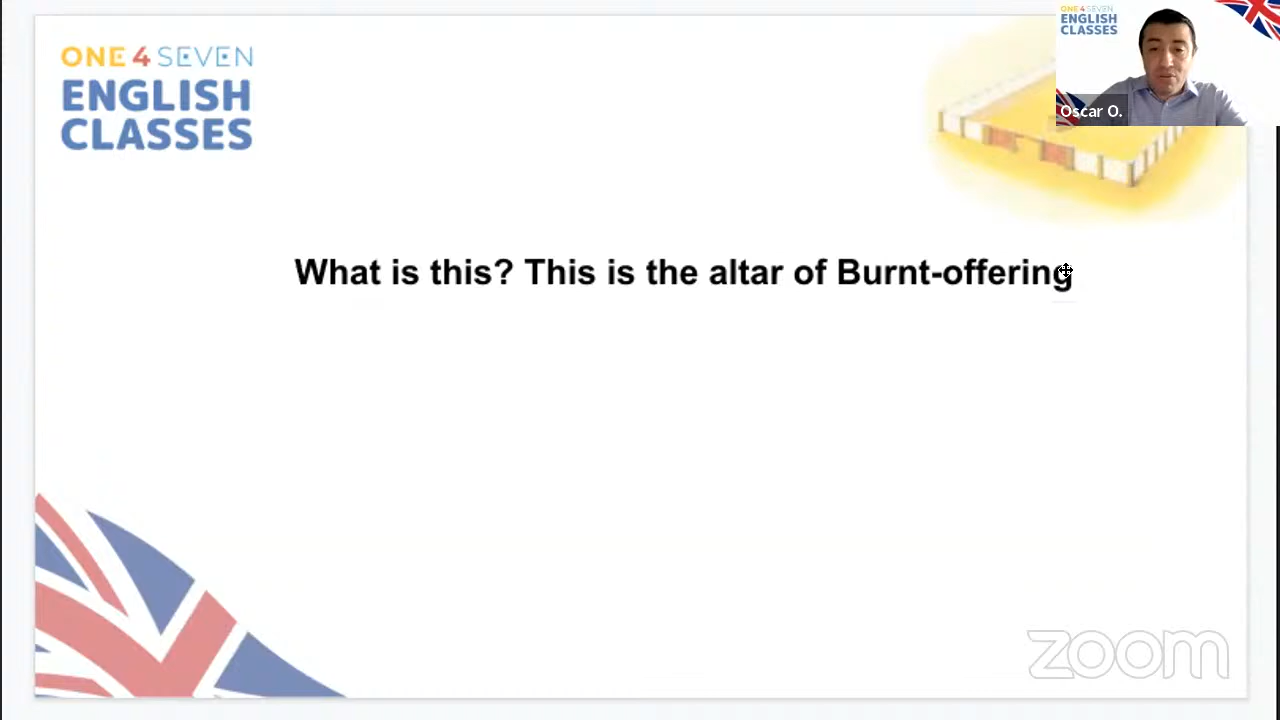 ONE 4 SEVEN
ENGLISH
CLASSES
ONE 4 SEVEN
ENGLISH
CLASSES
Oscar O.
What is this? This is the altar of Burnt-offering
zoom